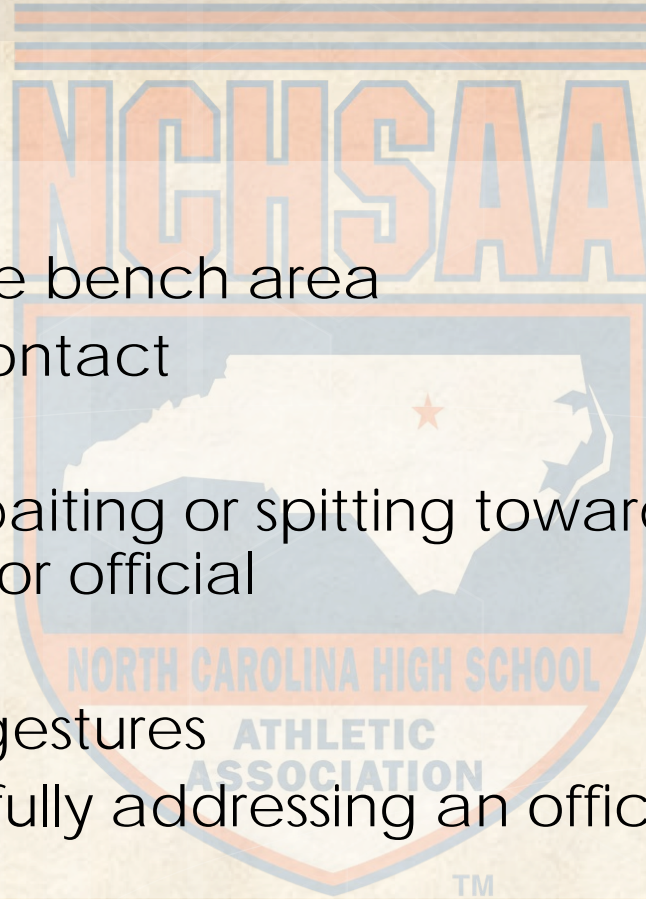 NCHSAA
e bench area
ontact
baiting or spitting toward
or official
NORTH CAROLINA HIGH SCHOOL
gestures
ATHLETIC
ASSOCIATION
fully addressing an offic
TM